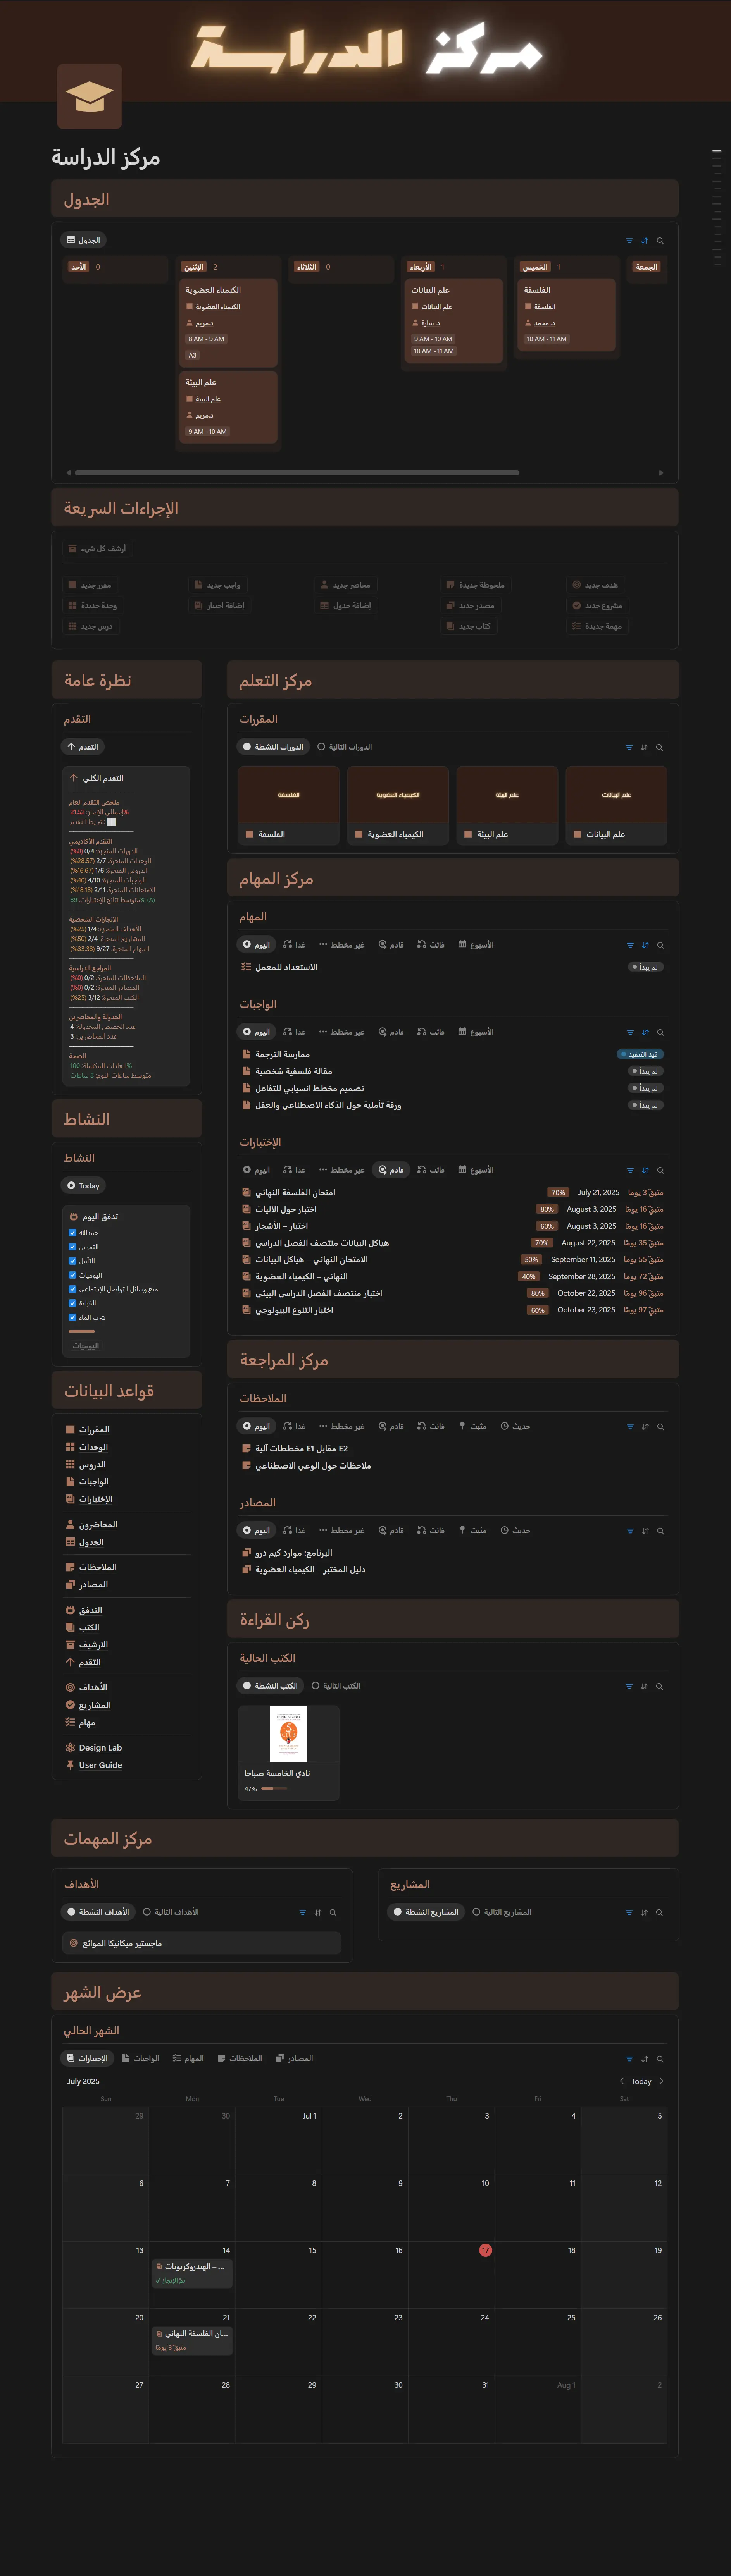 مركز الدراسة
مركز الدراسة
الجدول
الجدول
الأحد 0
الإثنين 2
الثلاثاء 0
الأربعاء 1
الخميس 1
الجمعة
الكيمياء العضوية
الكيمياء العضوية
د.مريم
8 AM - 9 AM
A3
علم البيئة
علم البيئة
د.مريم
9 AM - 10 AM
علم البيانات
علم البيانات
د. سارة
9 AM - 10 AM
10 AM - 11 AM
الفلسفة
الفلسفة
د. محمد
10 AM - 11 AM
الإجراءات السريعة
أرشف كل شيء
مقرر جديد
واجب جديد
محاضر جديد
ملحوظة جديدة
هدف جديد
وحدة جديدة
إضافة اختبار
إضافة جدول
مصدر جديد
مشروع جديد
درس جديد
كتاب جديد
مهمة جديدة
نظرة عامة
التقدم
التقدم
التقدم الكلي
ملخص التقدم العام
إجمالي الإنجاز: 21.52%
شريط التقدم
التقدم الأكاديمي
الدورات المنجزة: 0/4 (0%)
الوحدات المنجزة: 2/7 (28.57%)
الدروس المنجزة: 1/6 (16.67%)
الواجبات المنجزة: 4/10 (40%)
الامتحانات المنجزة: 2/11 (18.18%)
متوسط نتائج الإختبارات: 89% (A)
الإنجازات الشخصية
الأهداف المنجزة: 1/4 (25%)
المشاريع المنجزة: 2/4 (50%)
المهام المنجزة: 9/27 (33.33%)
المراجع الدراسية
الملاحظات المنجزة: 0/2 (0%)
المصادر المنجزة: 0/2 (0%)
الكتب المنجزة: 3/12 (25%)
الجدولة والمحاضرين
عدد الحصص المجدولة: 4
عدد المحاضرين: 3
الصحة
العادات المكتملة: 100%
متوسط ساعات النوم: 8 ساعات
النشاط
النشاط
Today
تدفق اليوم
حمدالله
التمرين
التأمل
اليوميات
منع وسائل التواصل الإجتماعي
القراءة
شرب الماء
اليوميات
قواعد البيانات
المقررات
الوحدات
الدروس
الواجبات
الإختبارات
المحاضرون
الجدول
الملاحظات
المصادر
التدفق
الكتب
الارشيف
التقدم
الأهداف
المشاريع
مهام
Design Lab
User Guide
مركز التعلم
المقررات
الدورات النشطة
الدورات التالية
الفلسفة
الكيمياء العضوية
علم البيئة
علم البيانات
الفلسفة
الكيمياء العضوية
علم البيئة
علم البيانات
مركز المهام
المهام
اليوم غدا غير مخطط قادم فائت الأسبوع
الاستعداد للمعمل لم يبدأ
الواجبات
اليوم غدا غير مخطط قادم فائت الأسبوع
ممارسة الترجمة قيد التنفيذ
مقالة فلسفية شخصية لم يبدأ
تصميم مخطط انسيابي للتفاعل لم يبدأ
ورقة تأملية حول الذكاء الاصطناعي والعقل لم يبدأ
الإختبارات
اليوم غدا غير مخطط قادم فائت الأسبوع
امتحان الفلسفة النهائي 70% July 21, 2025 متبقٍ 3 يومًا
اختبار حول الآليات 80% August 3, 2025 متبقٍ 16 يومًا
اختبار – الأشجار 60% August 3, 2025 متبقٍ 16 يومًا
هياكل البيانات منتصف الفصل الدراسي 70% August 22, 2025 متبقٍ 35 يومًا
الامتحان النهائي – هياكل البيانات 50% September 11, 2025 متبقٍ 55 يومًا
النهائي – الكيمياء العضوية 40% September 28, 2025 متبقٍ 72 يومًا
اختبار منتصف الفصل الدراسي البيئي 80% October 22, 2025 متبقٍ 96 يومًا
اختبار التنوع البيولوجي 60% October 23, 2025 متبقٍ 97 يومًا
مركز المراجعة
الملاحظات
اليوم غدا غير مخطط قادم فائت مثبت حديث
مخططات آلية E1 مقابل E2
ملاحظات حول الوعي الاصطناعي
المصادر
اليوم غدا غير مخطط قادم فائت مثبت حديث
البرنامج: موارد كيم درو
دليل المختبر – الكيمياء العضوية
ركن القراءة
الكتب الحالية
الكتب النشطة
الكتب التالية
نادي الخامسة صباحا
47%
مركز المهمات
الأهداف
الأهداف النشطة
الأهداف التالية
ماجستير ميكانيكا الموائع
المشاريع
المشاريع النشطة
المشاريع التالية
عرض الشهر
الشهر الحالي
الإختبارات الواجبات المهام الملاحظات المصادر
July 2025
Today
Sun Mon Tue Wed Thu Fri Sat
29 30 Jul 1 2 3 4 5
6 7 8 9 10 11 12
13 14 15 16 17 18 19
... – الهيدروكربونات
تمّ الإنجاز ✓
20 21 22 23 24 25 26
...ان الفلسفة النهائي
متبقٍ 3 يومًا
27 28 29 30 31 Aug 1 2